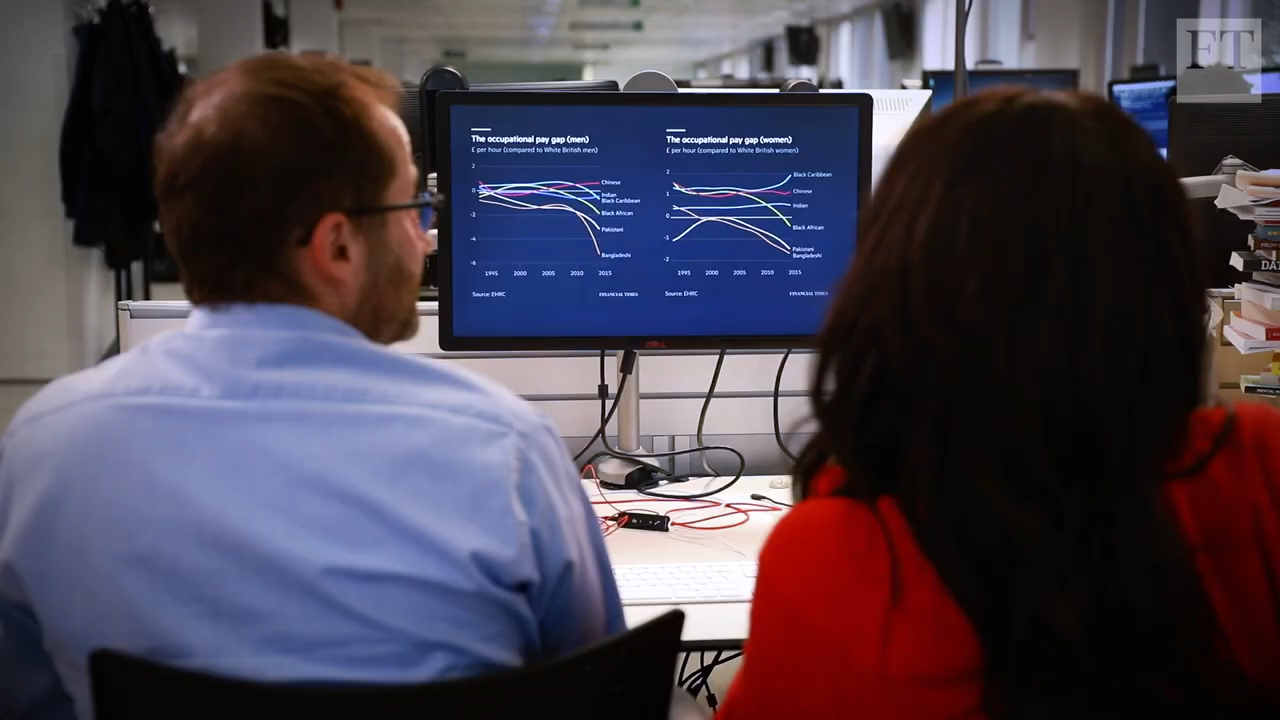 FT
The occupational pay gap (men)
£ per hour (compared to White British men)
2
0
-2
-4
-6
Chinese
Indian
Black Caribbean
Black African
Pakistani
Bangladeshi
1995 2000 2005 2010 2015
Source: EHRC
FINANCIAL TIMES
The occupational pay gap (women)
£ per hour (compared to White British women)
2
1
0
-1
-2
Black Caribbean
Chinese
Indian
Black African
Pakistani
Bangladeshi
1995 2000 2005 2010 2015
Source: EHRC
FINANCIAL TIMES
DELL